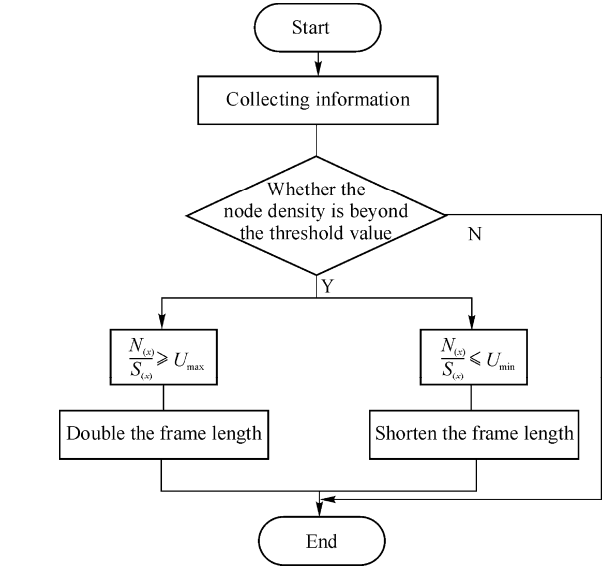 Start
Collecting information
Whether the
node density is beyond
the threshold value
N
Y
N(x)/S(x) ⩾ Umax
N(x)/S(x) ⩽ Umin
Double the frame length
Shorten the frame length
End